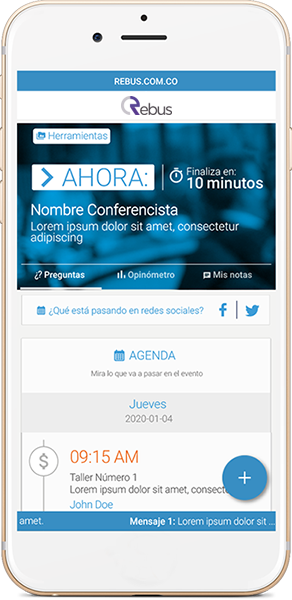 REBUS.COM.CO
Rebus
Herramientas
AHORA:
Finaliza en:
10 minutos
Nombre Conferencista
Lorem ipsum dolor sit amet, consectetur
adipiscing
Preguntas
Opinómetro
Mis notas
¿Qué está pasando en redes sociales?
AGENDA
Mira lo que va a pasar en el evento
Jueves
2020-01-04
09:15 AM
Taller Número 1
Lorem ipsum dolor sit amet, consecte
John Doe
amet.
Mensaje 1: Lorem ipsum dolor sit ...